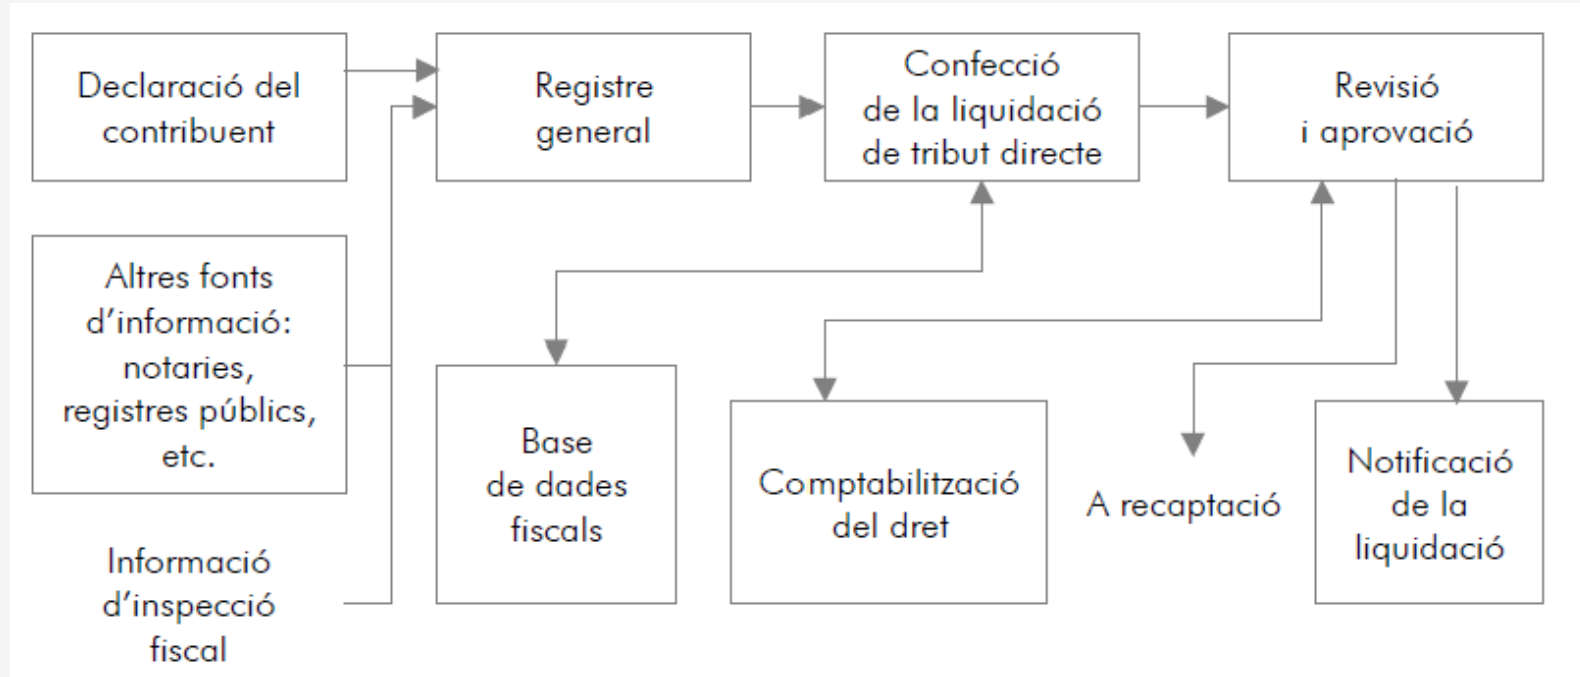 Declaració del
contribuent
Registre
general
Confecció
de la liquidació
de tribut directe
Revisió
i aprovació
Altres fonts
d’informació:
notaries,
registres públics,
etc.
Base
de dades
fiscals
Comptabilització
del dret
A recaptació
Notificació
de la
liquidació
Informació
d’inspecció
fiscal